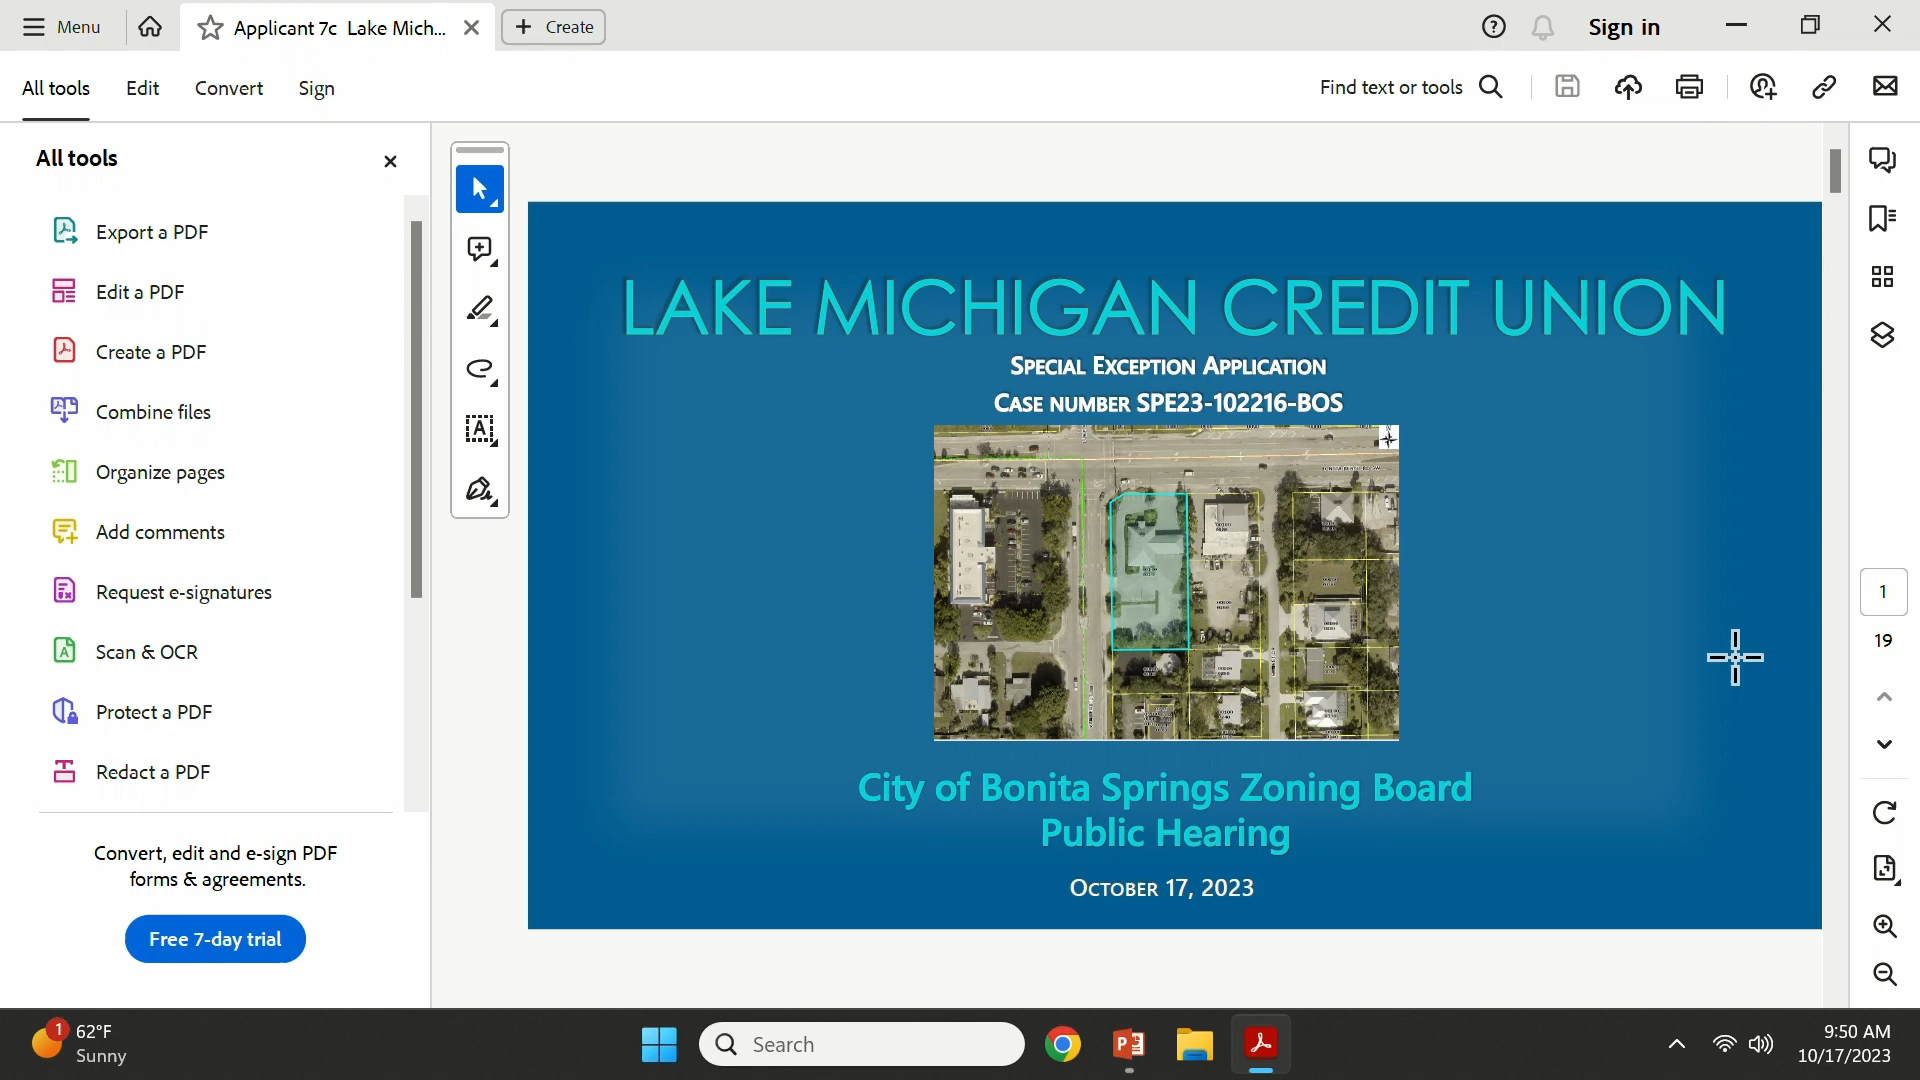 Menu
Applicant 7c Lake Mich...
Create
Sign in
All tools
Edit
Convert
Sign
Find text or tools
All tools
Export a PDF
Edit a PDF
Create a PDF
Combine files
Organize pages
Add comments
Request e-signatures
Scan & OCR
Protect a PDF
Redact a PDF
Convert, edit and e-sign PDF
forms & agreements.
Free 7-day trial
LAKE MICHIGAN CREDIT UNION
SPECIAL EXCEPTION APPLICATION
CASE NUMBER SPE23-102216-BOS
City of Bonita Springs Zoning Board
Public Hearing
OCTOBER 17, 2023
1
19
1
62°F
Sunny
Search
9:50 AM
10/17/2023